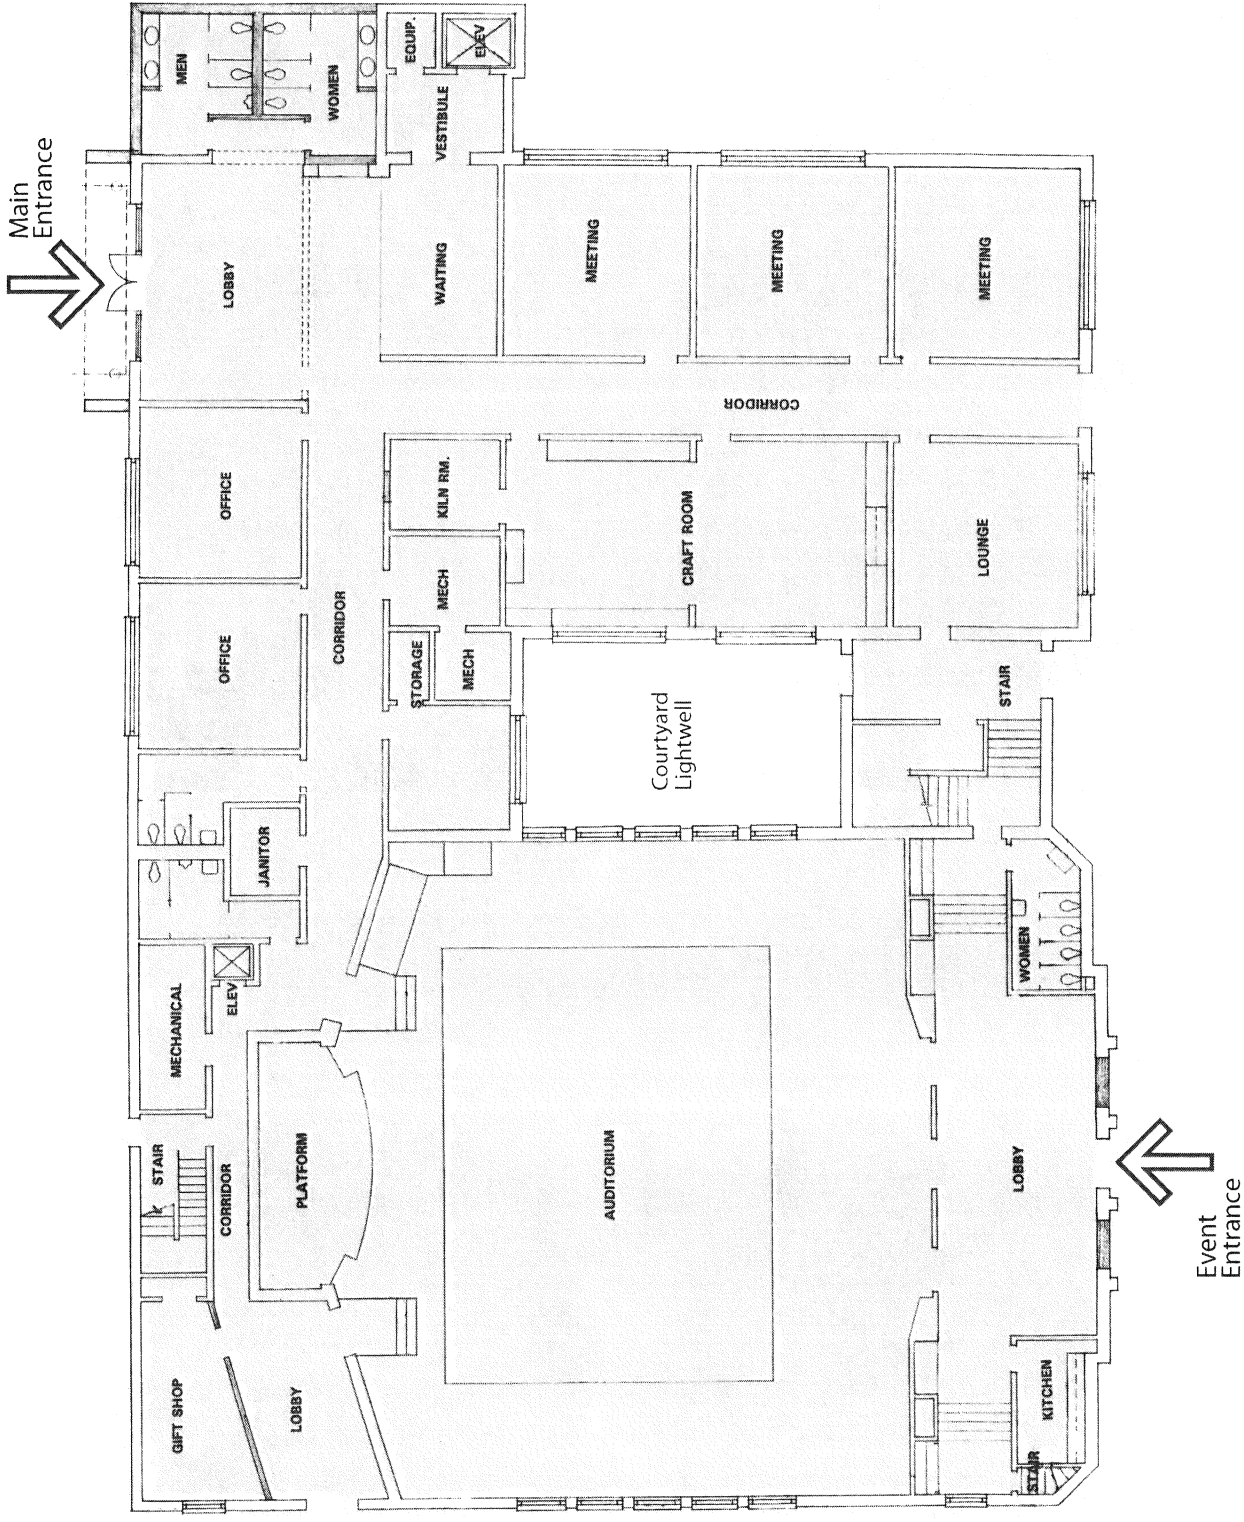 Main
Entrance
MEN
WOMEN
EQUIP.
ELEV
VESTIBULE
LOBBY
WAITING
MEETING
MEETING
MEETING
CORRIDOR
OFFICE
KILN RM.
CRAFT ROOM
LOUNGE
MECH
OFFICE
CORRIDOR
STORAGE
MECH
STAIR
Courtyard
Lightwell
JANITOR
MECHANICAL
ELEV
WOMEN
STAIR
CORRIDOR
PLATFORM
AUDITORIUM
LOBBY
Event
Entrance
GIFT SHOP
LOBBY
KITCHEN
STAIR